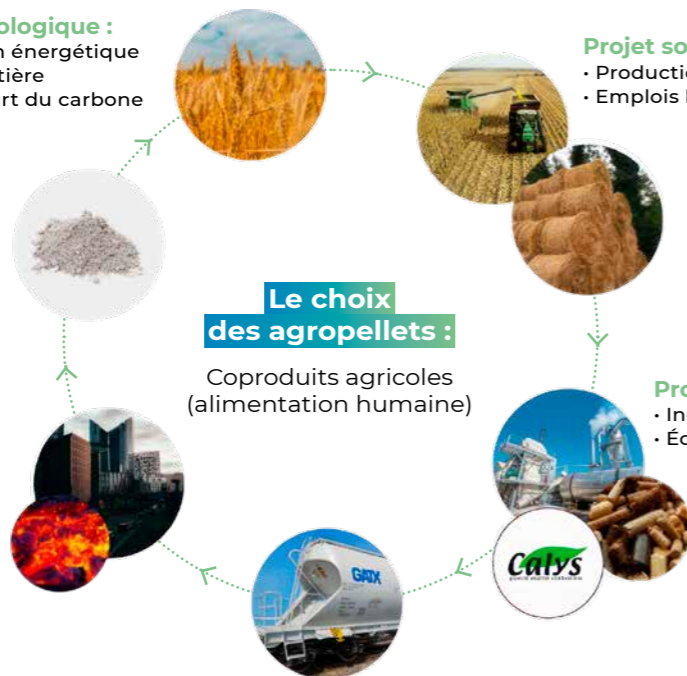 ologique :
n énergétique
tière
rt du carbone
Projet so
• Productio
• Emplois l
Le choix
des agropellets :
Coproduits agricoles
(alimentation humaine)
Pro
• In
• Éc
Calys
GATX